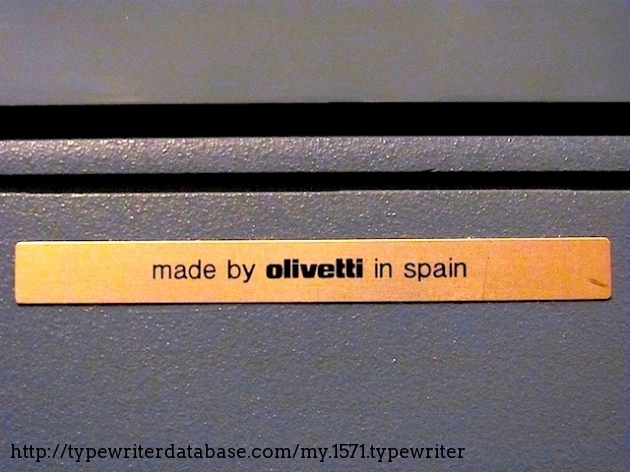 made by olivetti in spain
http://typewriterdatabase.com/my.1571.typewriter